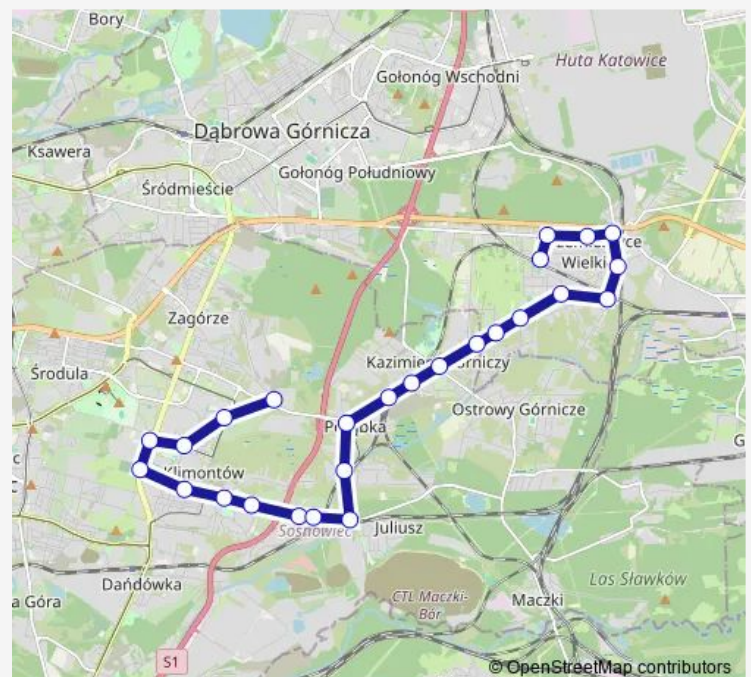 Bory
Gołonóg Wschodni
Huta Katowice
Dąbrowa Górnicza
Ksawera
Gołonóg Południowy
Śródmieście
Wielki
Zagórze
Środula
Ostrowy Górnicze
Klimontów
Sosnowiec
Juliusz
Dańdówka
Las Sławków
CTL Maczki-
Bór
Maczki
a Góra
S1
© OpenStreetMap contributors